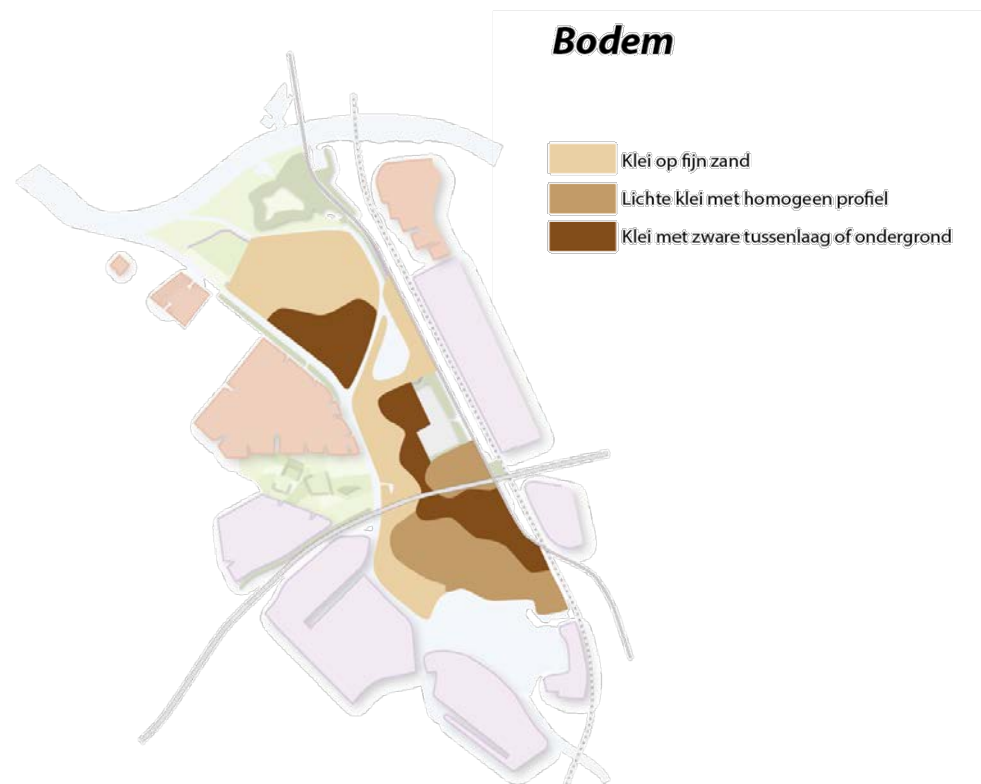 Bodem
Klei op fijn zand
Lichte klei met homogeen profiel
Klei met zware tussenlaag of ondergrond